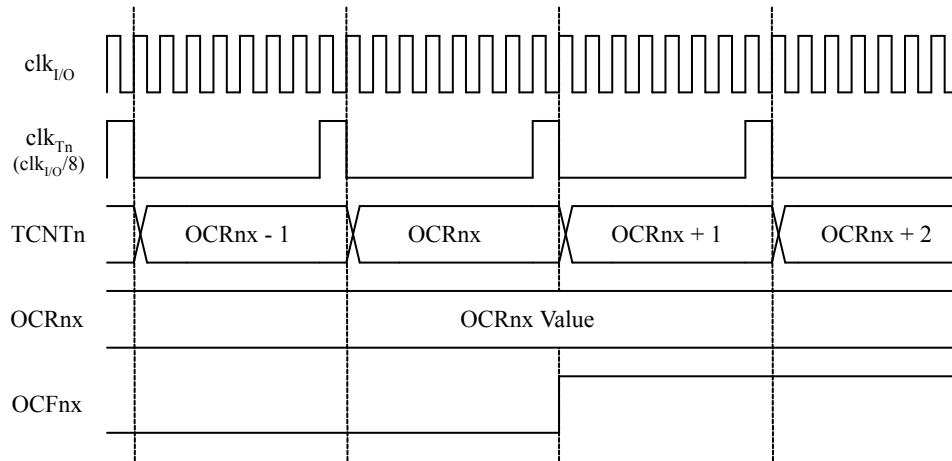 clkI/O
clkTn
(clkI/O/8)
TCNTn OCRnx - 1 OCRnx OCRnx + 1 OCRnx + 2
OCRnx OCRnx Value
OCFnx